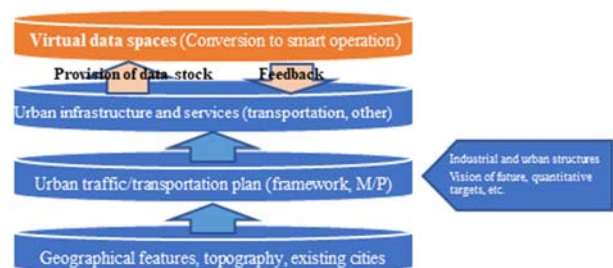 Virtual data spaces (Conversion to smart operation)
Provision of data stock
Feedback
Urban infrastructure and services (transportation, other)
Urban traffic/transportation plan (framework, M/P)
Industrial and urban structures
Vision of future, quantitative
targets, etc.
Geographical features, topography, existing cities